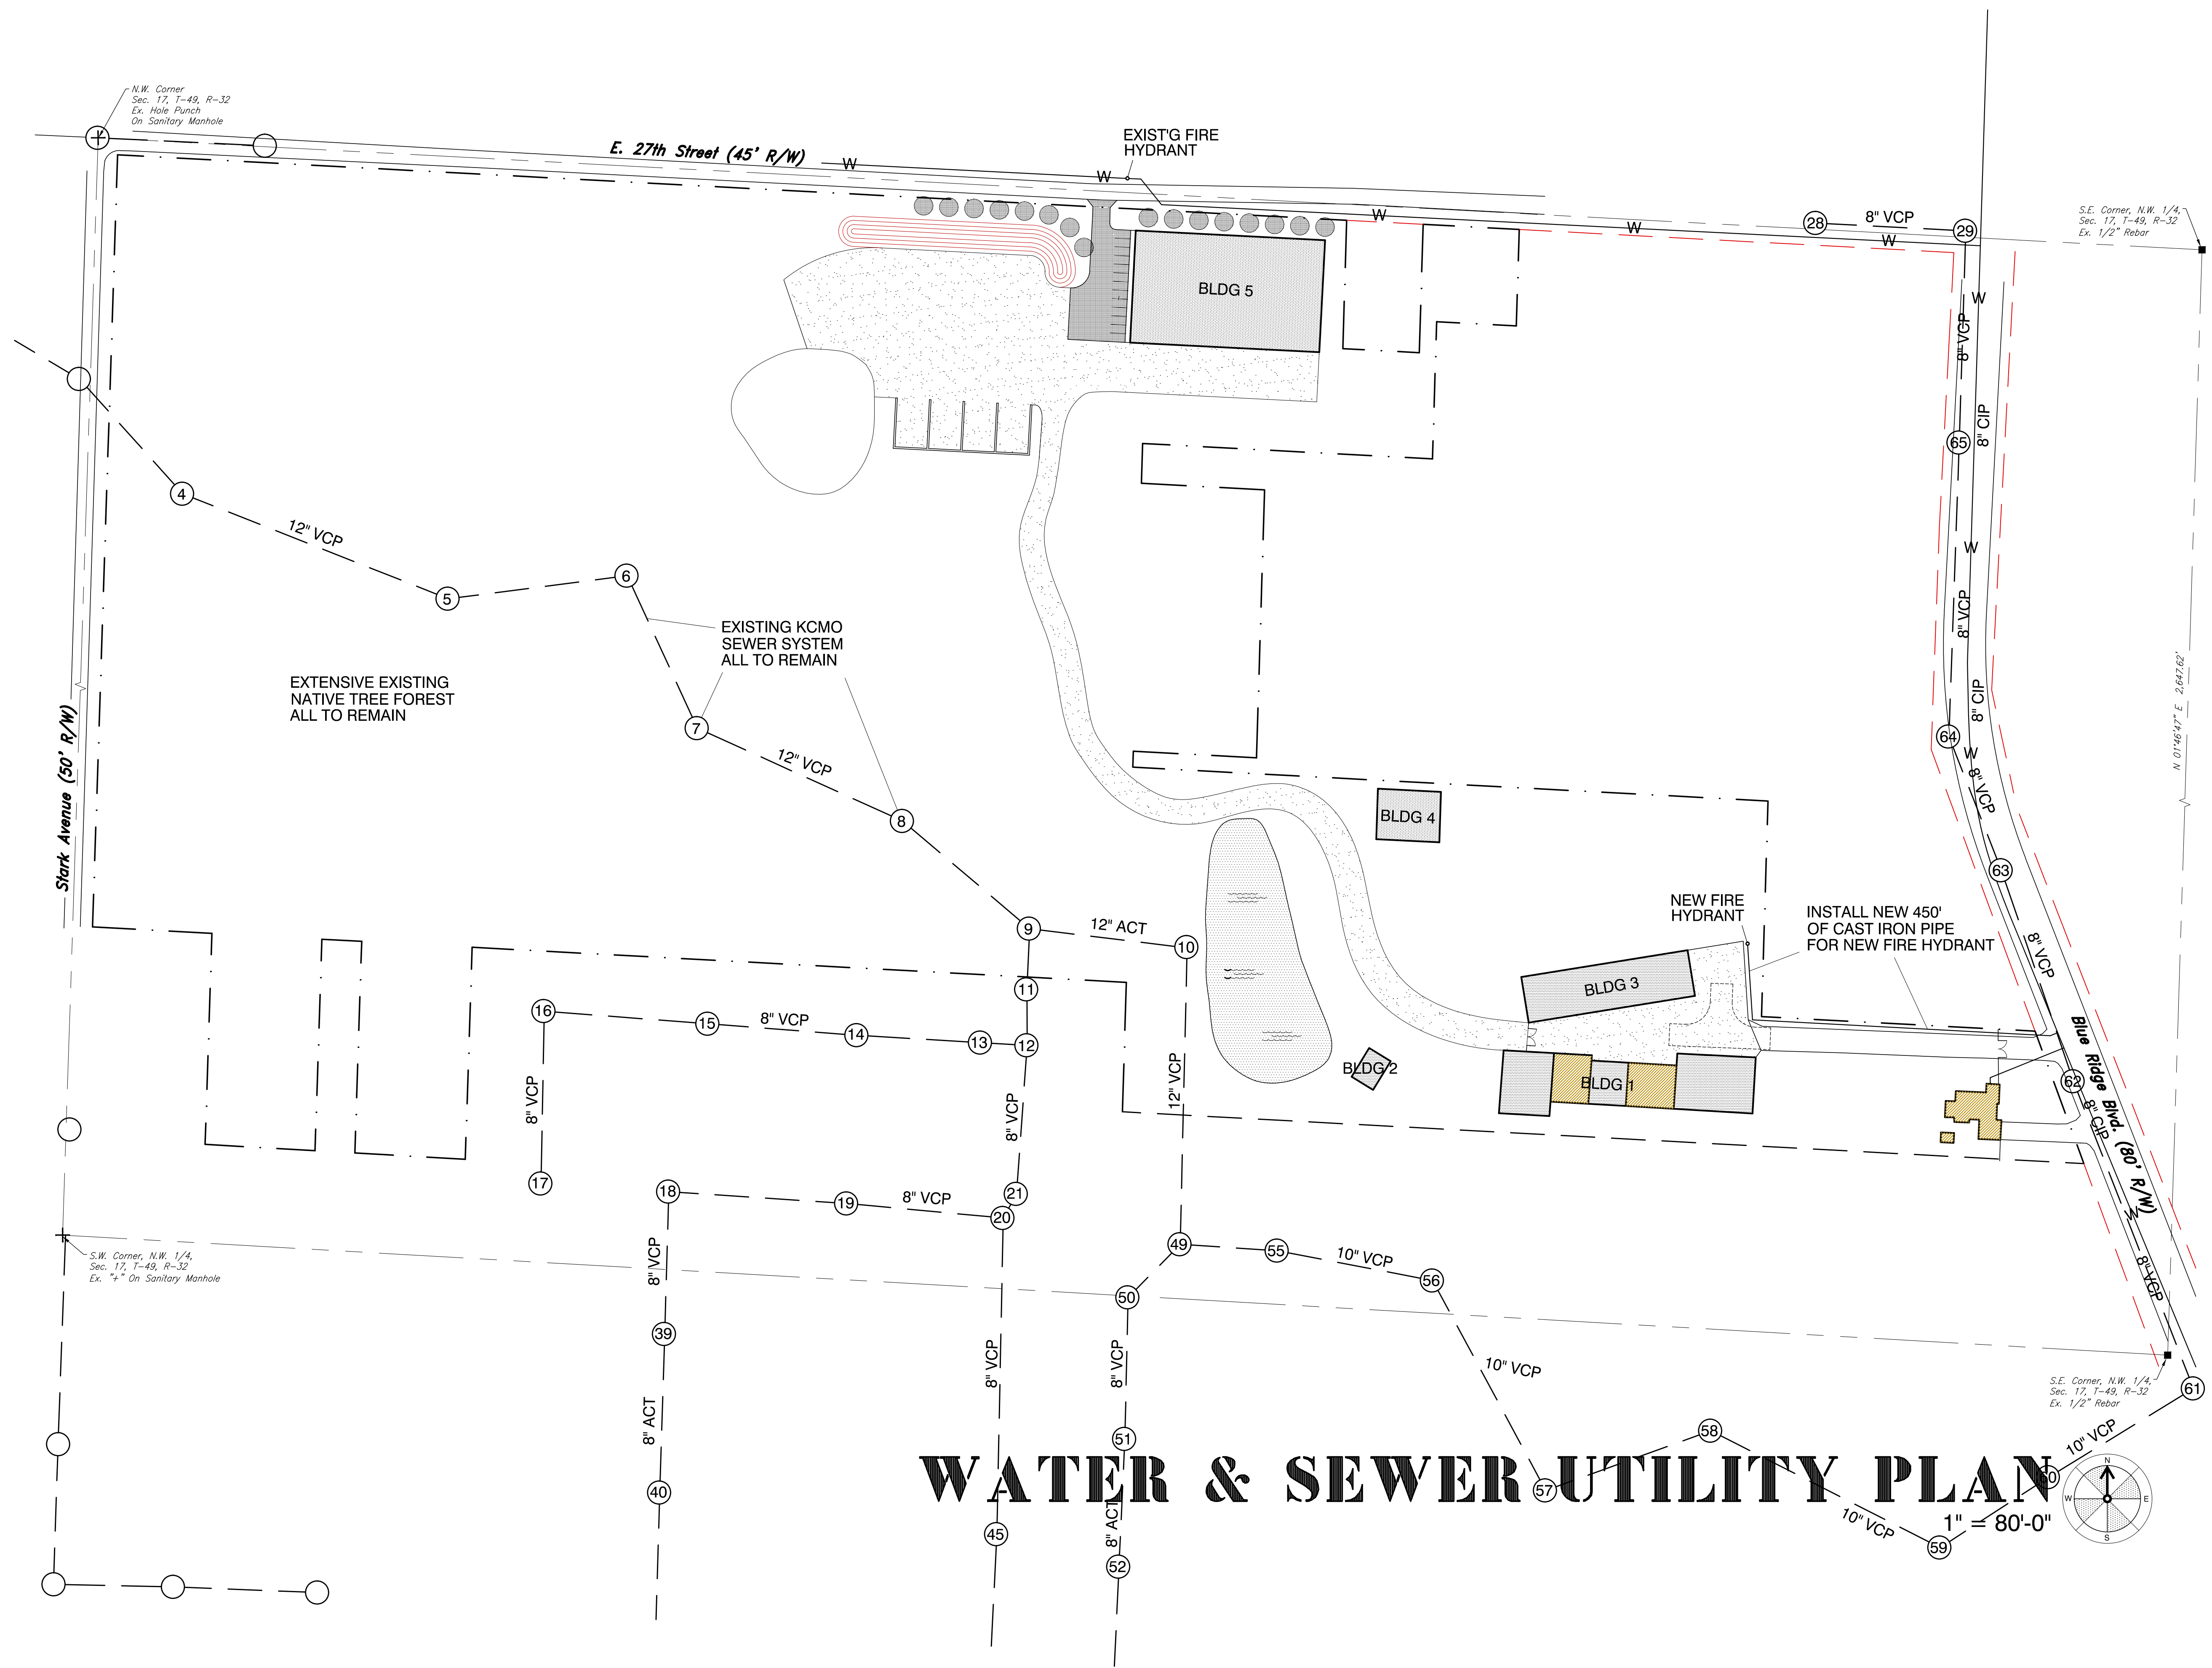 N.W. Corner
Sec. 17, T-49, R-32
Ex. Hole Punch
On Sanitary Manhole
E. 27th Street (45' R/W)
W
W
EXIST'G FIRE
HYDRANT
W
W
W
28
8" VCP
29
S.E. Corner, N.W. 1/4,
Sec. 17, T-49, R-32
Ex. 1/2" Rebar
BLDG 5
W
8" VCP
8" CIP
65
4
12" VCP
5
6
W
8" VCP
EXISTING KCMO
SEWER SYSTEM
ALL TO REMAIN
EXTENSIVE EXISTING
NATIVE TREE FOREST
ALL TO REMAIN
N 01°46'47" E 2,647.62'
8" CIP
7
64
W
12" VCP
8" VCP
Stark Avenue (50' R/W)
8
BLDG 4
63
NEW FIRE
HYDRANT
INSTALL NEW 450'
OF CAST IRON PIPE
FOR NEW FIRE HYDRANT
9
12" ACT
10
8" VCP
11
BLDG 3
16
15
8" VCP
14
13
12
Blue Ridge Blvd. (80' R/W)
BLDG 2
BLDG 1
62
8" CIP
8" VCP
8" VCP
12" VCP
17
18
19
8" VCP
21
20
W
S.W. Corner, N.W. 1/4,
Sec. 17, T-49, R-32
Ex. "+" On Sanitary Manhole
8" VCP
49
55
10" VCP
56
8" VCP
50
39
8" VCP
8" VCP
10" VCP
S.E. Corner, N.W. 1/4,
Sec. 17, T-49, R-32
Ex. 1/2" Rebar
61
8" ACT
51
58
10" VCP
WATER & SEWER UTILITY PLAN
40
57
60
N
W
E
S
8" ACT
45
10" VCP
1" = 80'-0"
59
52